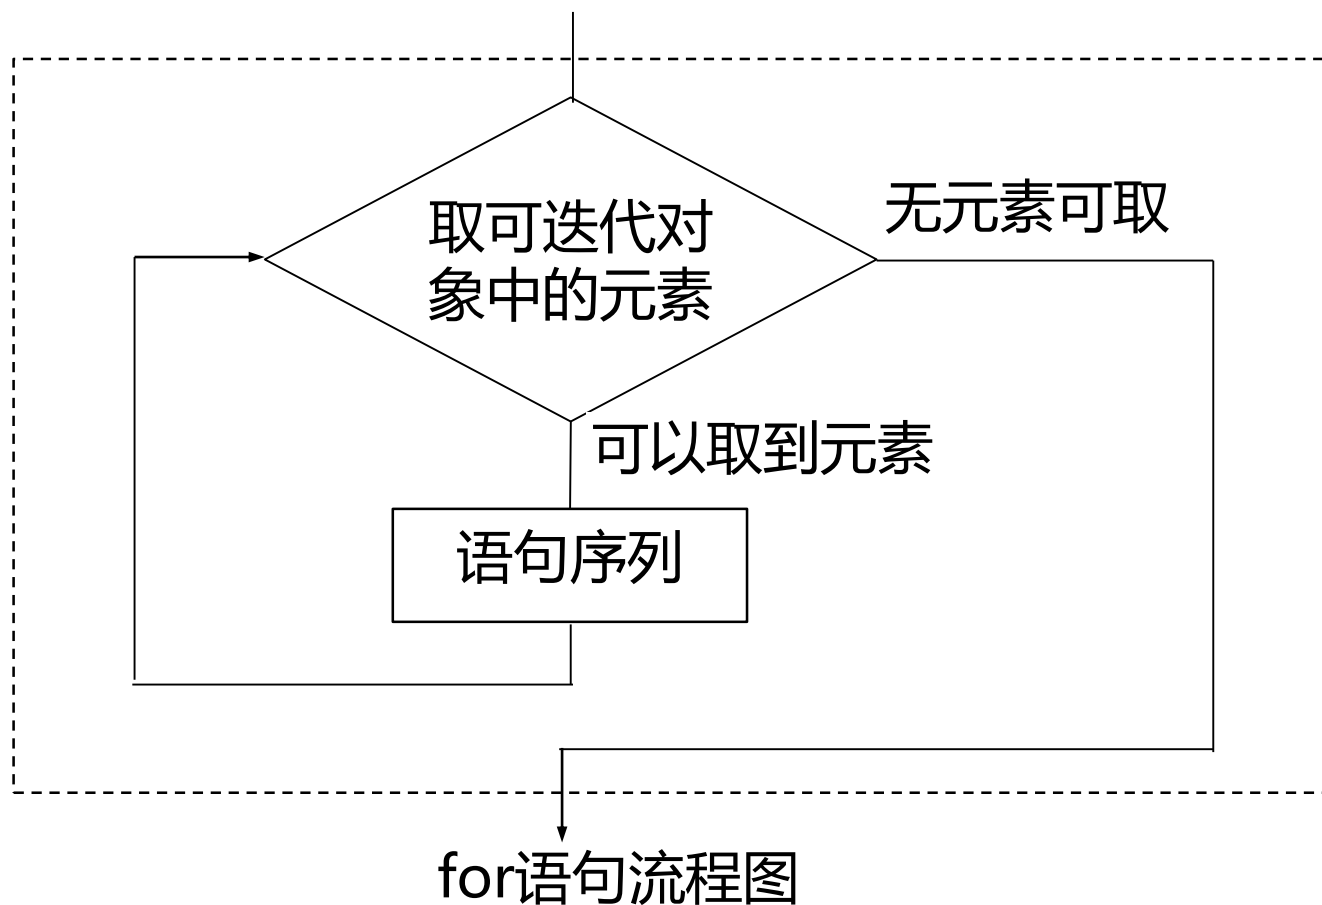 取可迭代对
象中的元素
无元素可取
可以取到元素
语句序列
for语句流程图